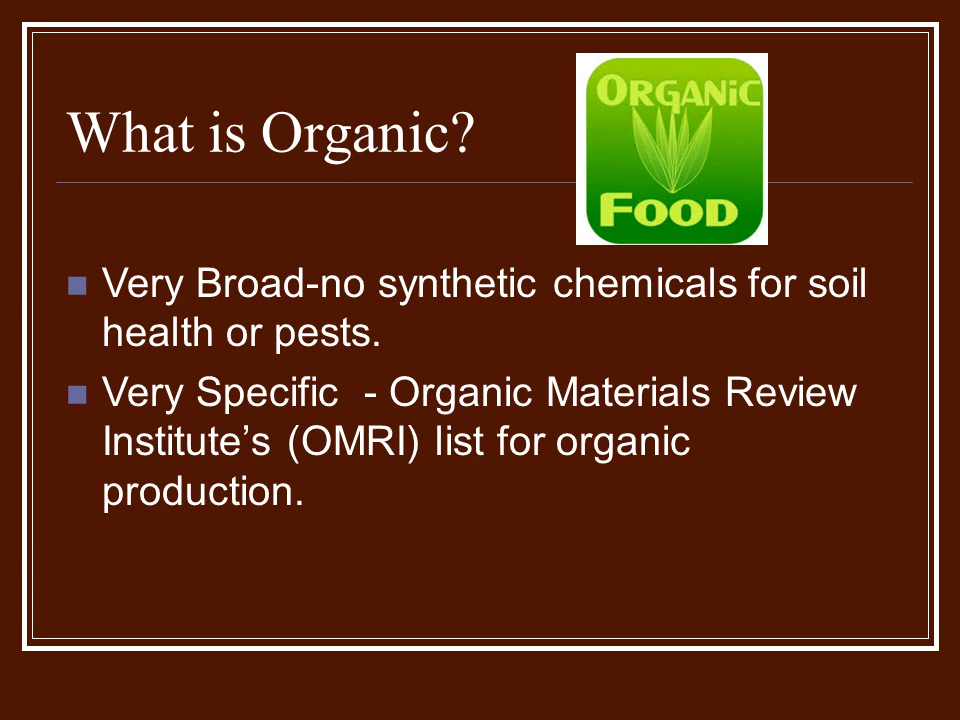 What is Organic?
ORGANiC
FOOD
Very Broad-no synthetic chemicals for soil
health or pests.
Very Specific  - Organic Materials Review
Institute’s (OMRI) list for organic
production.